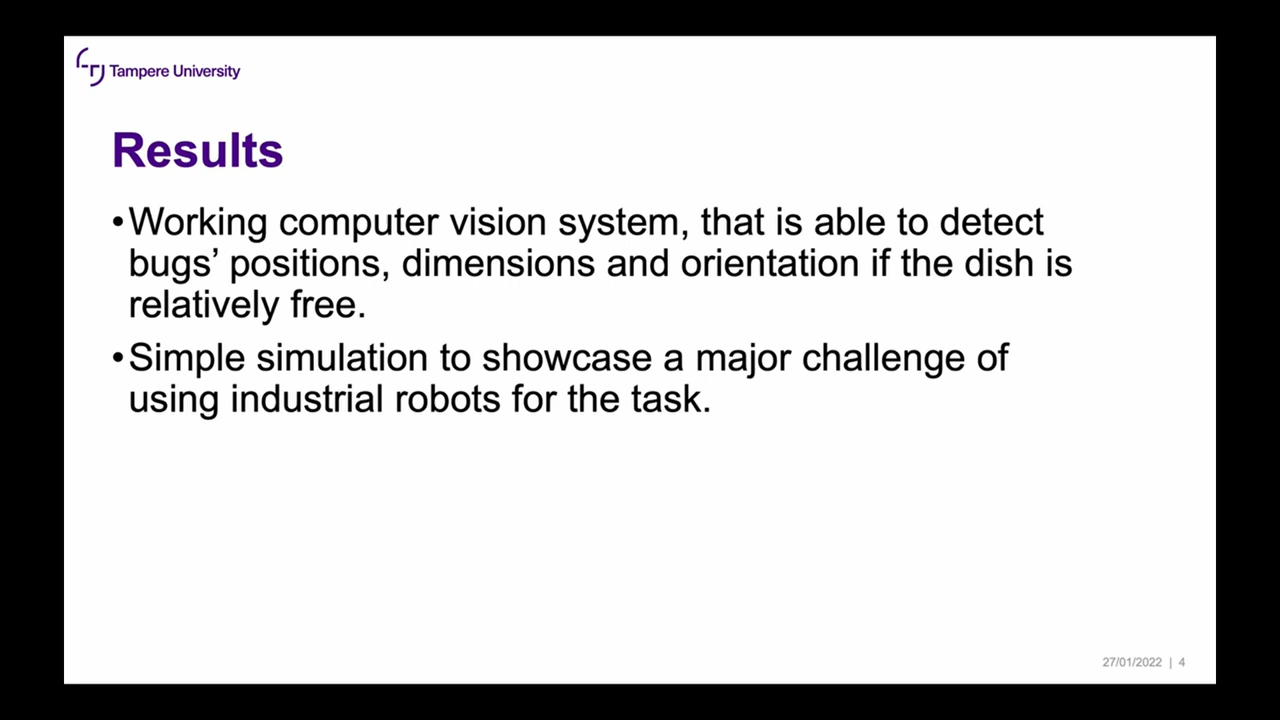 Tampere University
Results
•Working computer vision system, that is able to detect
bugs’ positions, dimensions and orientation if the dish is
relatively free.
•Simple simulation to showcase a major challenge of
using industrial robots for the task.
27/01/2022 | 4